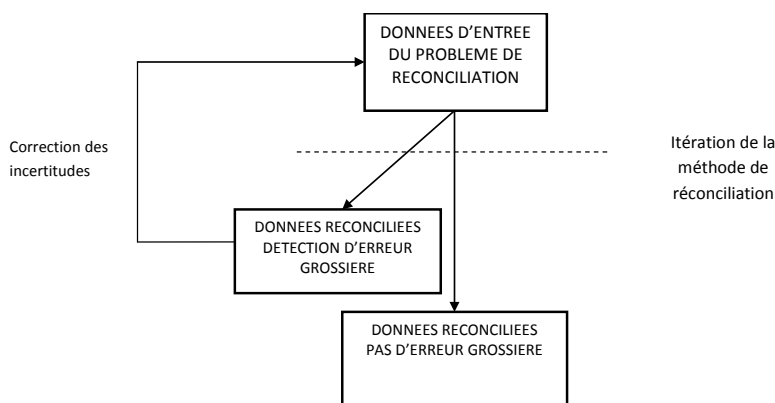 DONNEES D’ENTREE
DU PROBLEME DE
RECONCILIATION
Correction des
incertitudes
Itération de la
méthode de
réconciliation
DONNEES RECONCILIEES
DETECTION D’ERREUR
GROSSIERE
DONNEES RECONCILIEES
PAS D’ERREUR GROSSIERE